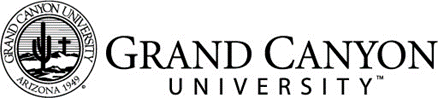 GRAND CANYON UNIVERSITY
ARIZONA 1949
®
GRAND CANYON
UNIVERSITY™